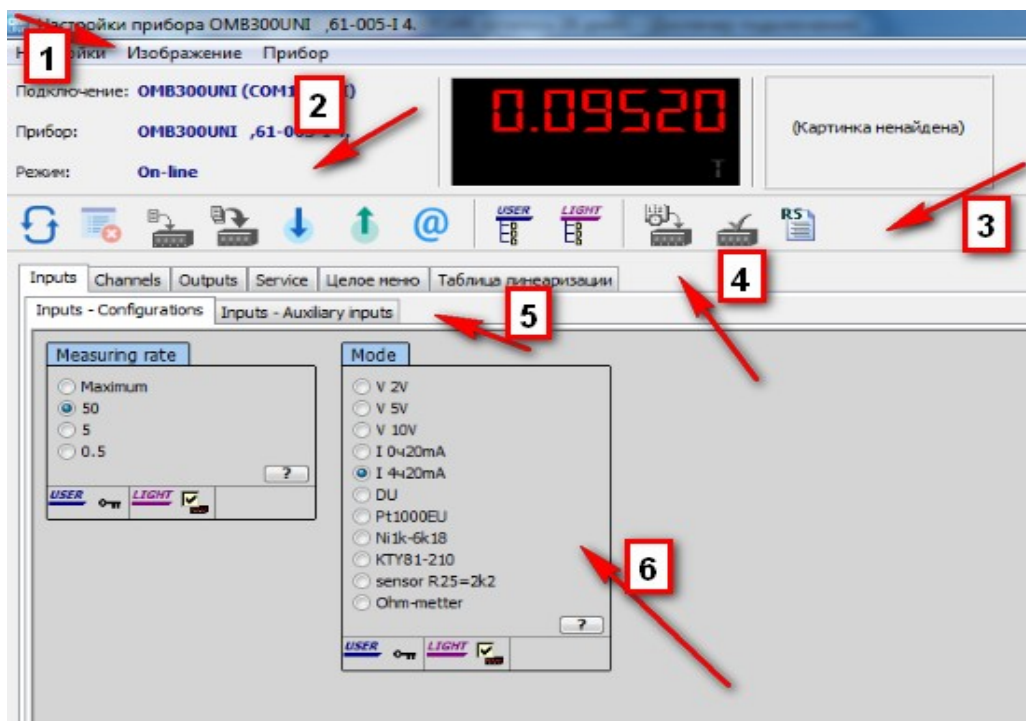 Настройки прибора OMB300UNI ,61-005-I 4.
1
Изображение Прибор
Подключение: OMB300UNI
2
0.09520
T
(Картинка ненайдена)
Прибор: OMB300UNI
Режим: On-line
USER LIGHT RS
@
3
4
Inputs Channels Outputs Service Целое меню Таблица линеаризации
Inputs - Configurations Inputs - Auxiliary inputs
5
Measuring rate
Maximum
50
5
0.5
?
USER LIGHT
Mode
V 2V
V 5V
V 10V
I 0ч20mA
I 4ч20mA
DU
Pt1000EU
Ni1k-6k18
KTY81-210
sensor R25=2k2
Ohm-metter
?
USER LIGHT
6